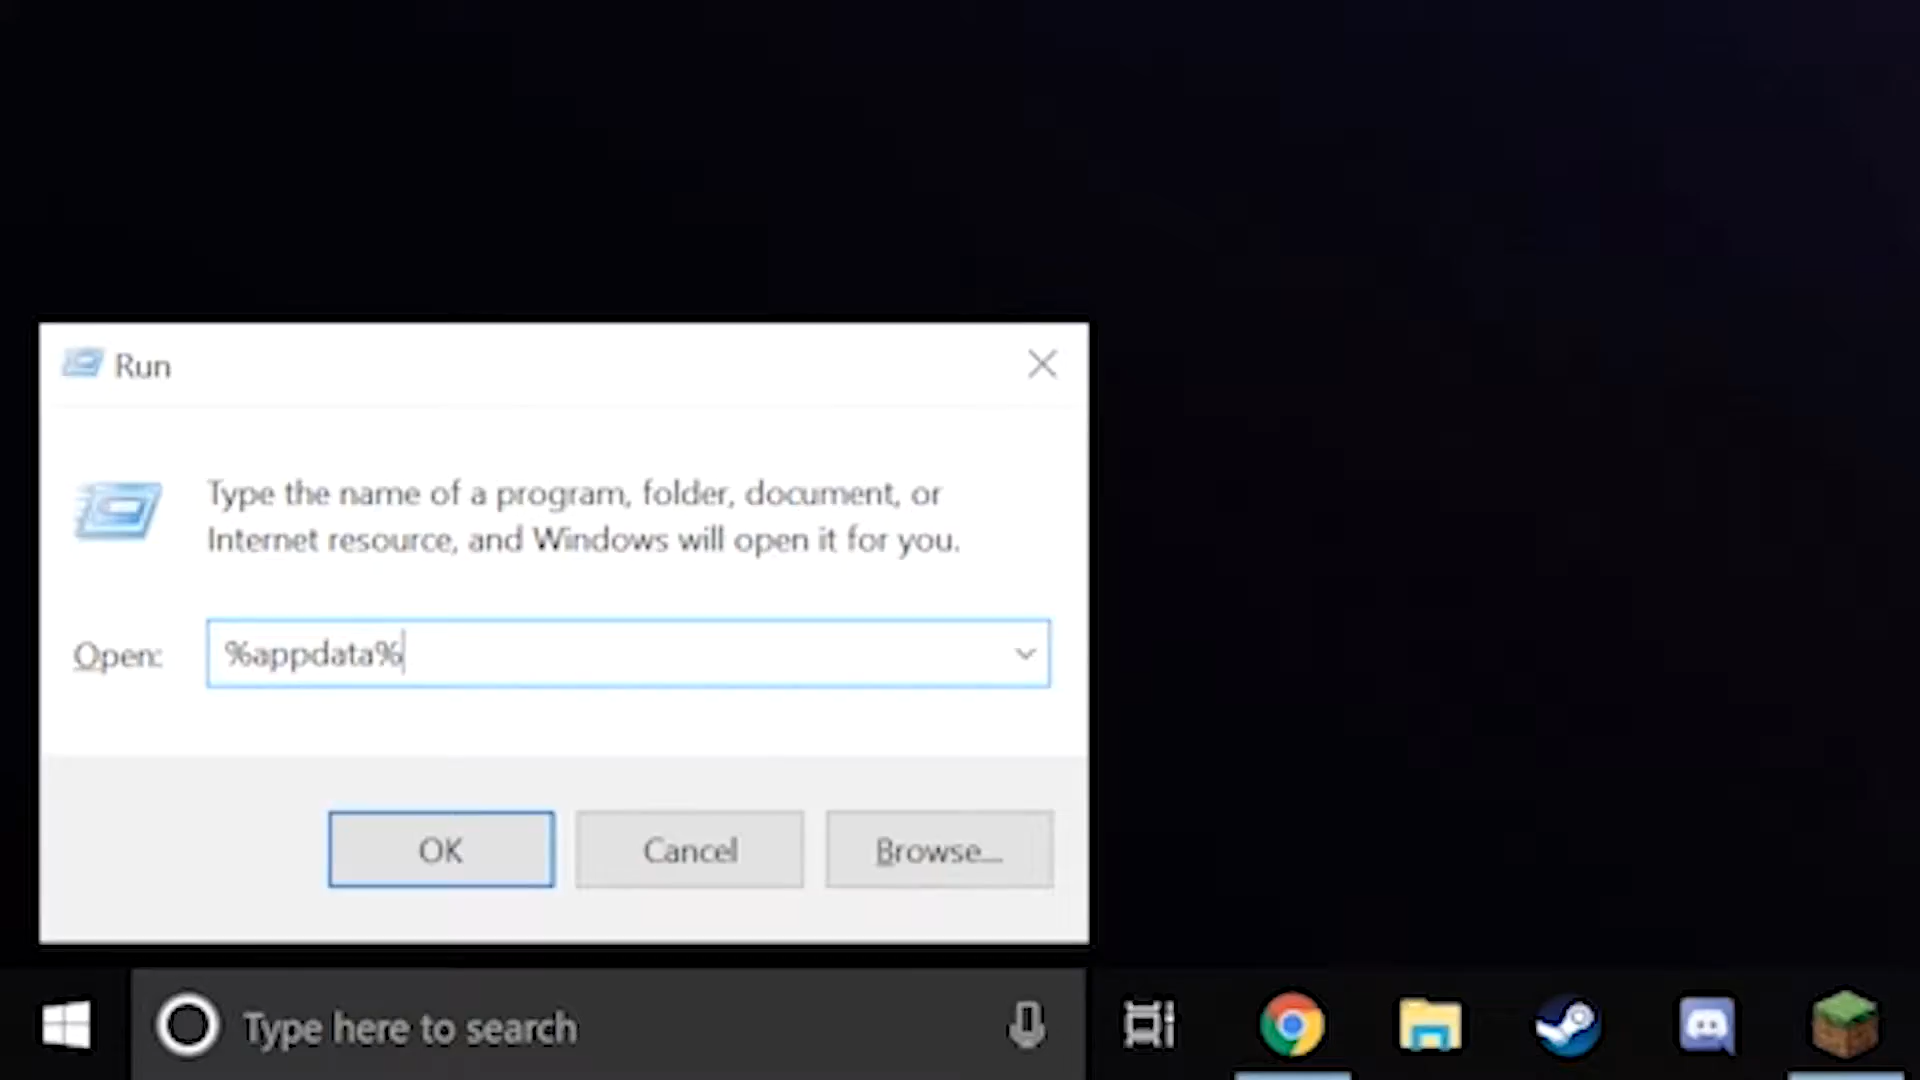 Run
Type the name of a program, folder, document, or
Internet resource, and Windows will open it for you.
Open:
%appdata%
OK
Cancel
Browse...
Type here to search